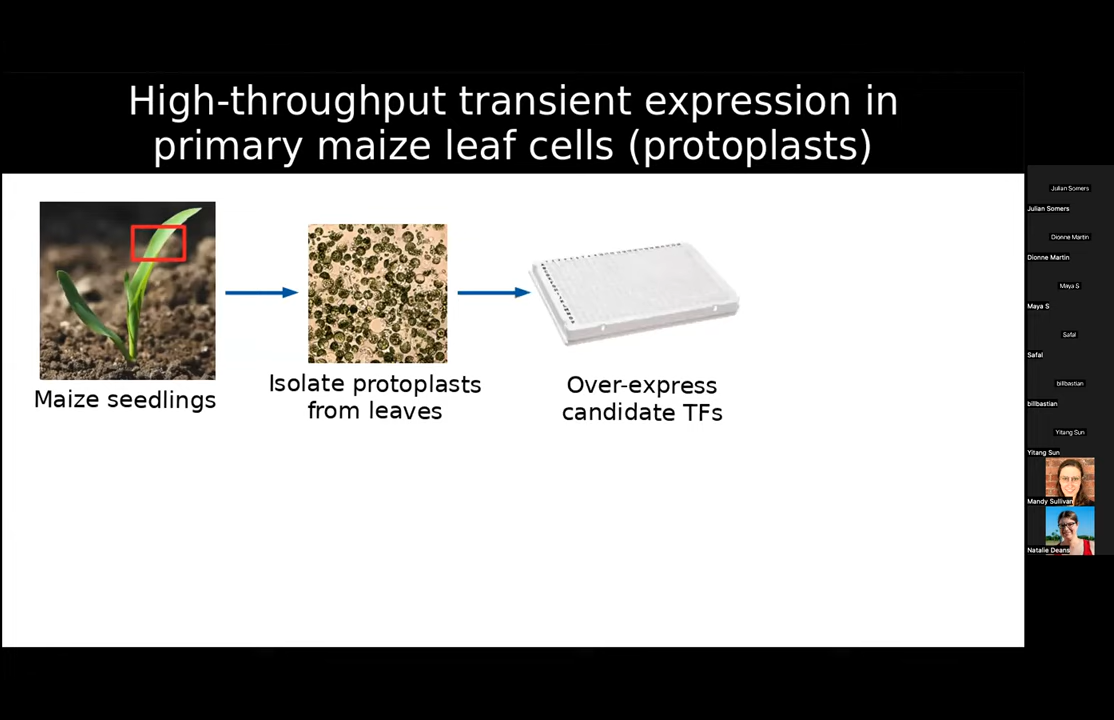 High-throughput transient expression in
primary maize leaf cells (protoplasts)
Maize seedlings
Isolate protoplasts
from leaves
Over-express
candidate TFs
Julian Somers
Julian Somers
Dionne Martin
Dionne Martin
Maya S
Maya S
Safal
Safal
billbastian
billbastian
Yitang Sun
Yitang Sun
Mandy Sullivan
Natalie Deans